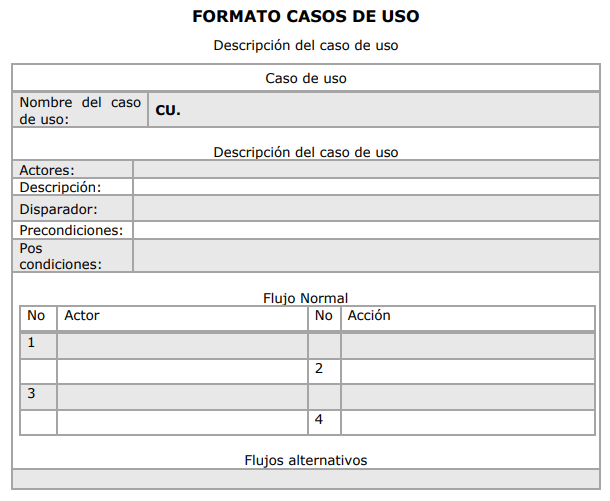 FORMATO CASOS DE USO
Descripción del caso de uso
Caso de uso
Nombre del caso
de uso:
CU.
Descripción del caso de uso
Actores:
Descripción:
Disparador:
Precondiciones:
Pos
condiciones:
Flujo Normal
No Actor No Acción
1
2
3
4
Flujos alternativos